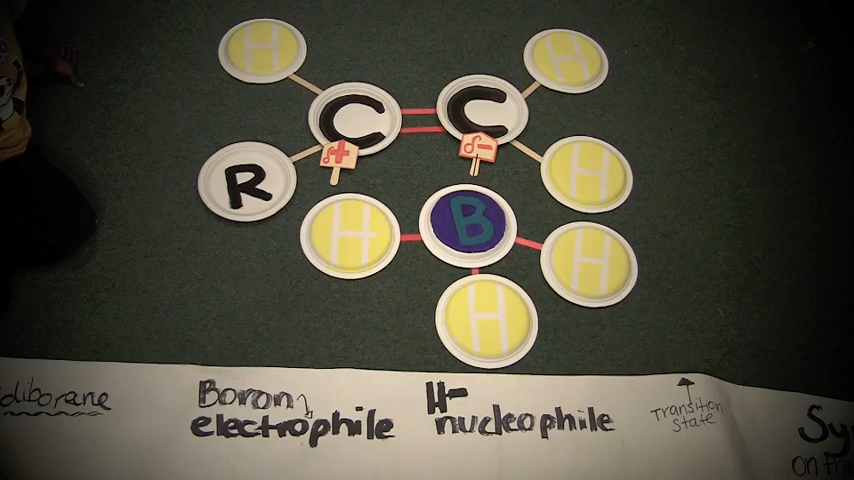 H
H
C
C
δ+
δ-
R
H
H
B
H
H
diborane
Boron
electrophile
H-
nucleophile
Transition
state
Sy
on